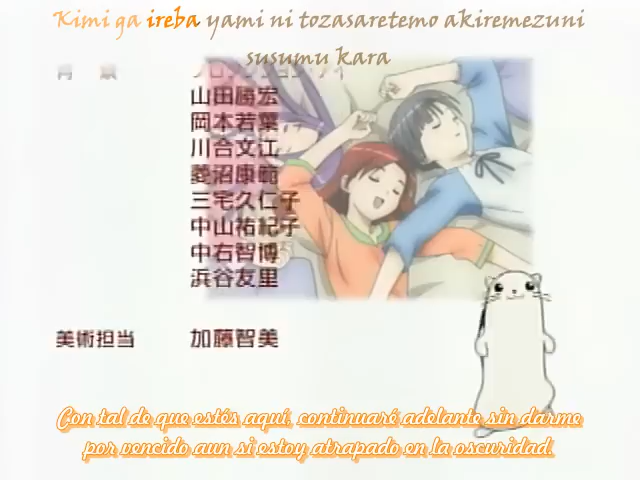 Kimi ga ireba yami ni tozasaretemo akiremezuni
susumu kara
背 景
山田勝宏
岡本若葉
川合文江
菱沼康範
三宅久仁子
中山祐紀子
中右智博
浜谷友里
美術担当 加藤智美
Con tal de que estés aquí, continuaré adelante sin darme
por vencido aun si estoy atrapado en la oscuridad.